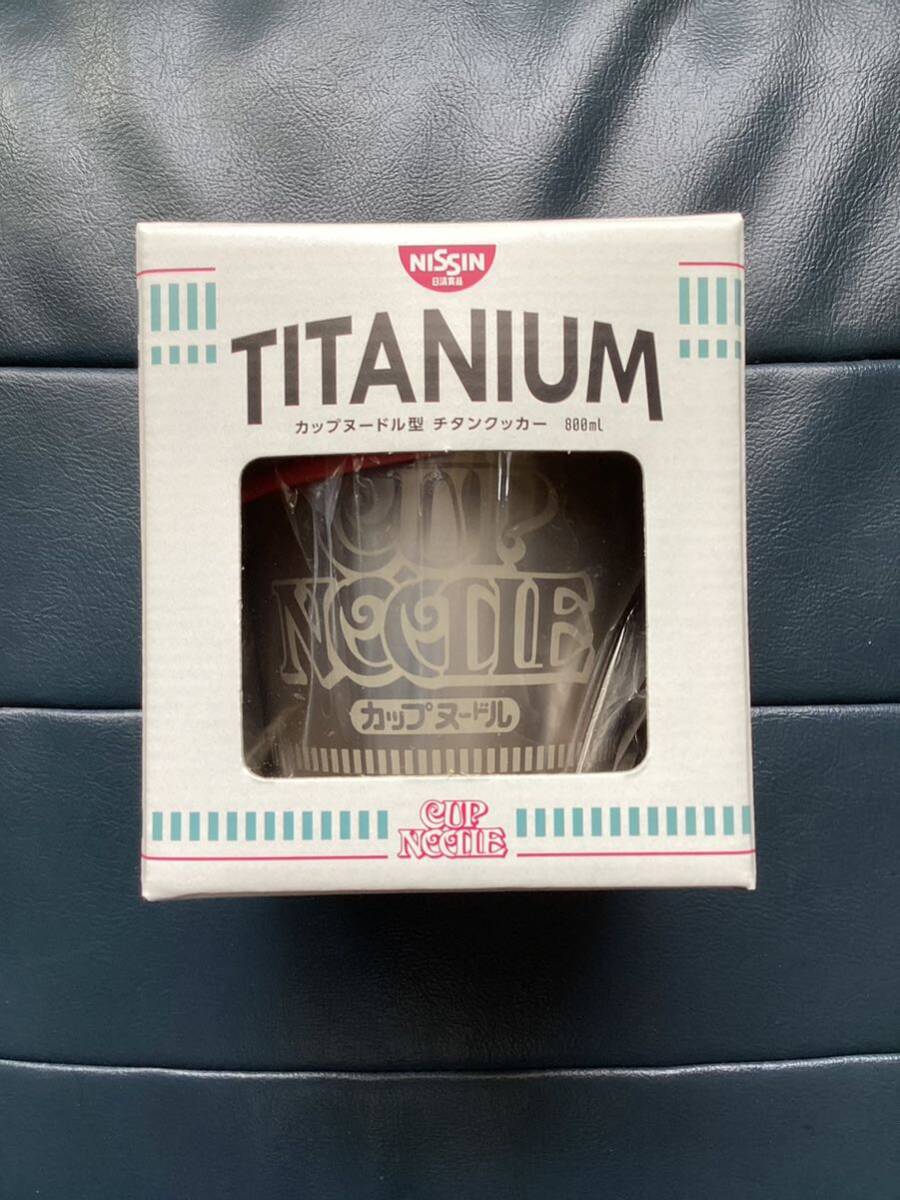 NISSIN
日清食品
TITANIUM
カップヌードル型 チタンクッカー 800mL
CUP
NOODLE
カップヌードル
CUP
NOODLE